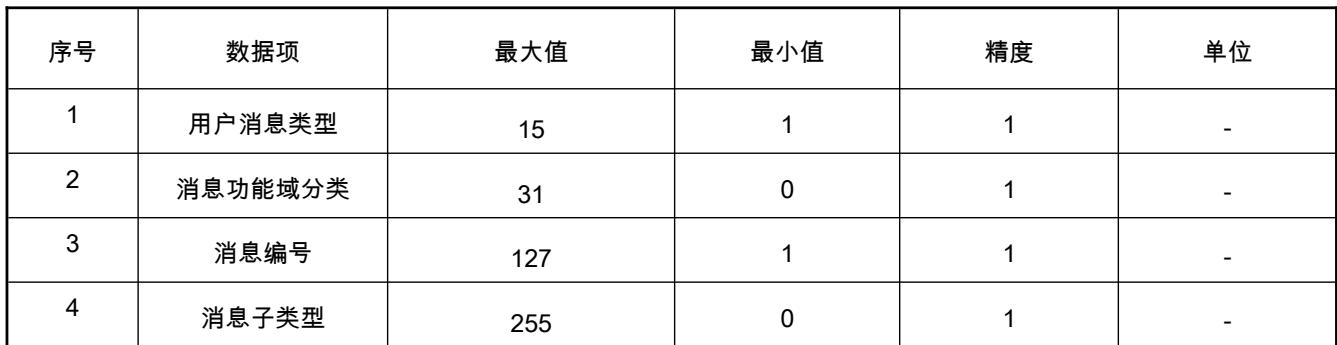 序号 数据项 最大值 最小值 精度 单位
1 用户消息类型 15 1 1 -
2 消息功能域分类 31 0 1 -
3 消息编号 127 1 1 -
4 消息子类型 255 0 1 -